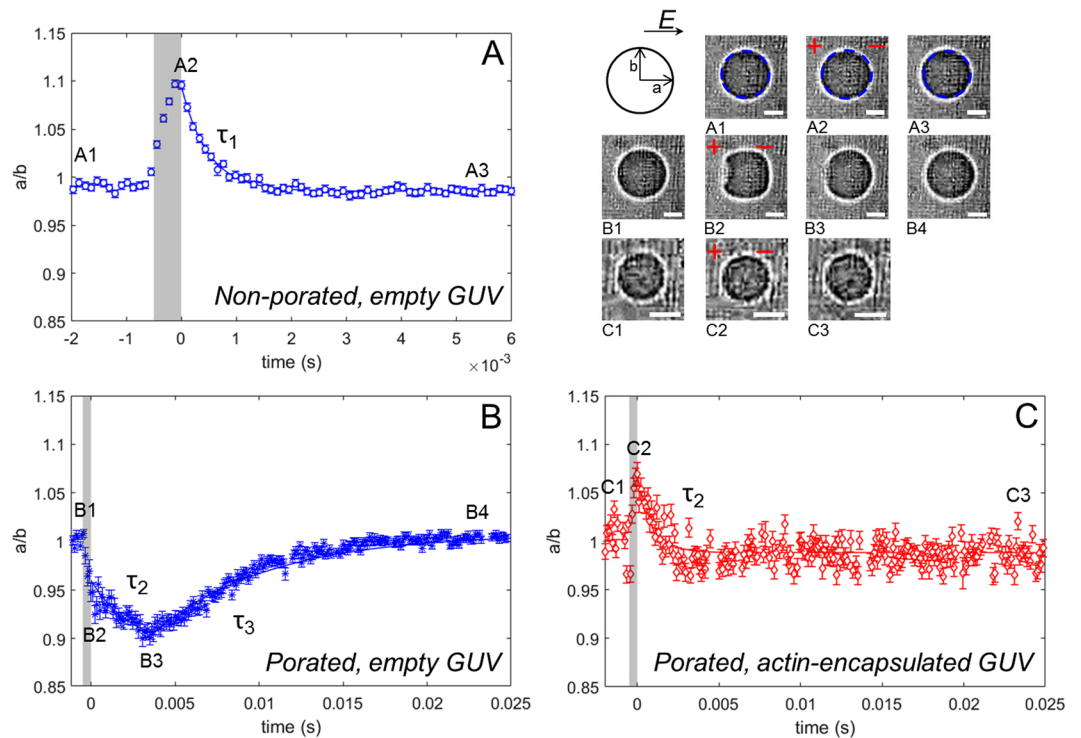 A
1.15
1.1
1.05
1
0.95
0.9
0.85
a/b
A1
A2
τ1
A3
Non-porated, empty GUV
-2 -1 0 1 2 3 4 5 6
time (s)
×10-3
E
b
a
+ −
A1 A2 A3
+ −
B1 B2 B3 B4
+ −
C1 C2 C3
B
1.15
1.1
1.05
1
0.95
0.9
0.85
a/b
B1
B2
τ2
B3
τ3
B4
Porated, empty GUV
0 0.005 0.01 0.015 0.02 0.025
time (s)
C
1.15
1.1
1.05
1
0.95
0.9
0.85
a/b
C1
C2
τ2
C3
Porated, actin-encapsulated GUV
0 0.005 0.01 0.015 0.02 0.025
time (s)